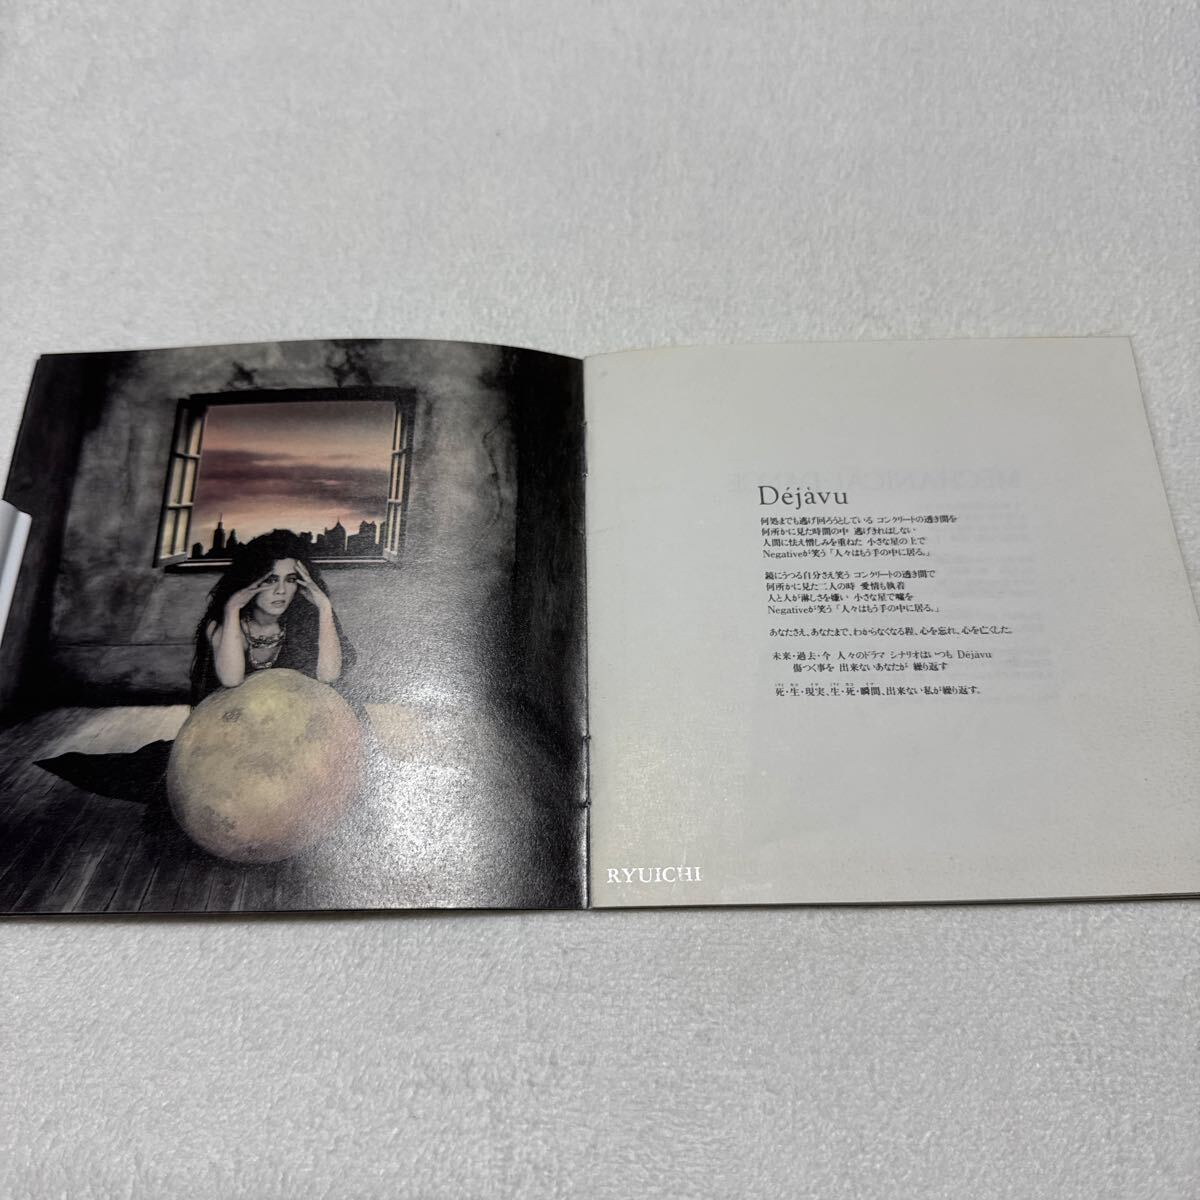 MECHANICAL DANCE
Déjàvu
何処までも逃げ回ろうとしている コンクリートの透き間を
何所かに見た時間の中 逃げきれはしない
人間に怯え憎しみを重ねた 小さな星の上で
Negativeが笑う「人々はもう手の中に居る。」
鏡にうつる自分さえ笑う コンクリートの透き間で
何所かに見た二人の時 愛情も執着
人と人が淋しさを嫌い 小さな星で嘘を
Negativeが笑う「人々はもう手の中に居る。」
あなたさえ、あなたまで、わからなくなる程、心を忘れ、心を亡くした。
未来・過去・今 人々のドラマ シナリオはいつも Déjàvu
傷つく事を 出来ないあなたが 繰り返す
死・生・現実、生・死・瞬間、出来ない私が繰り返す。
RYUICHI